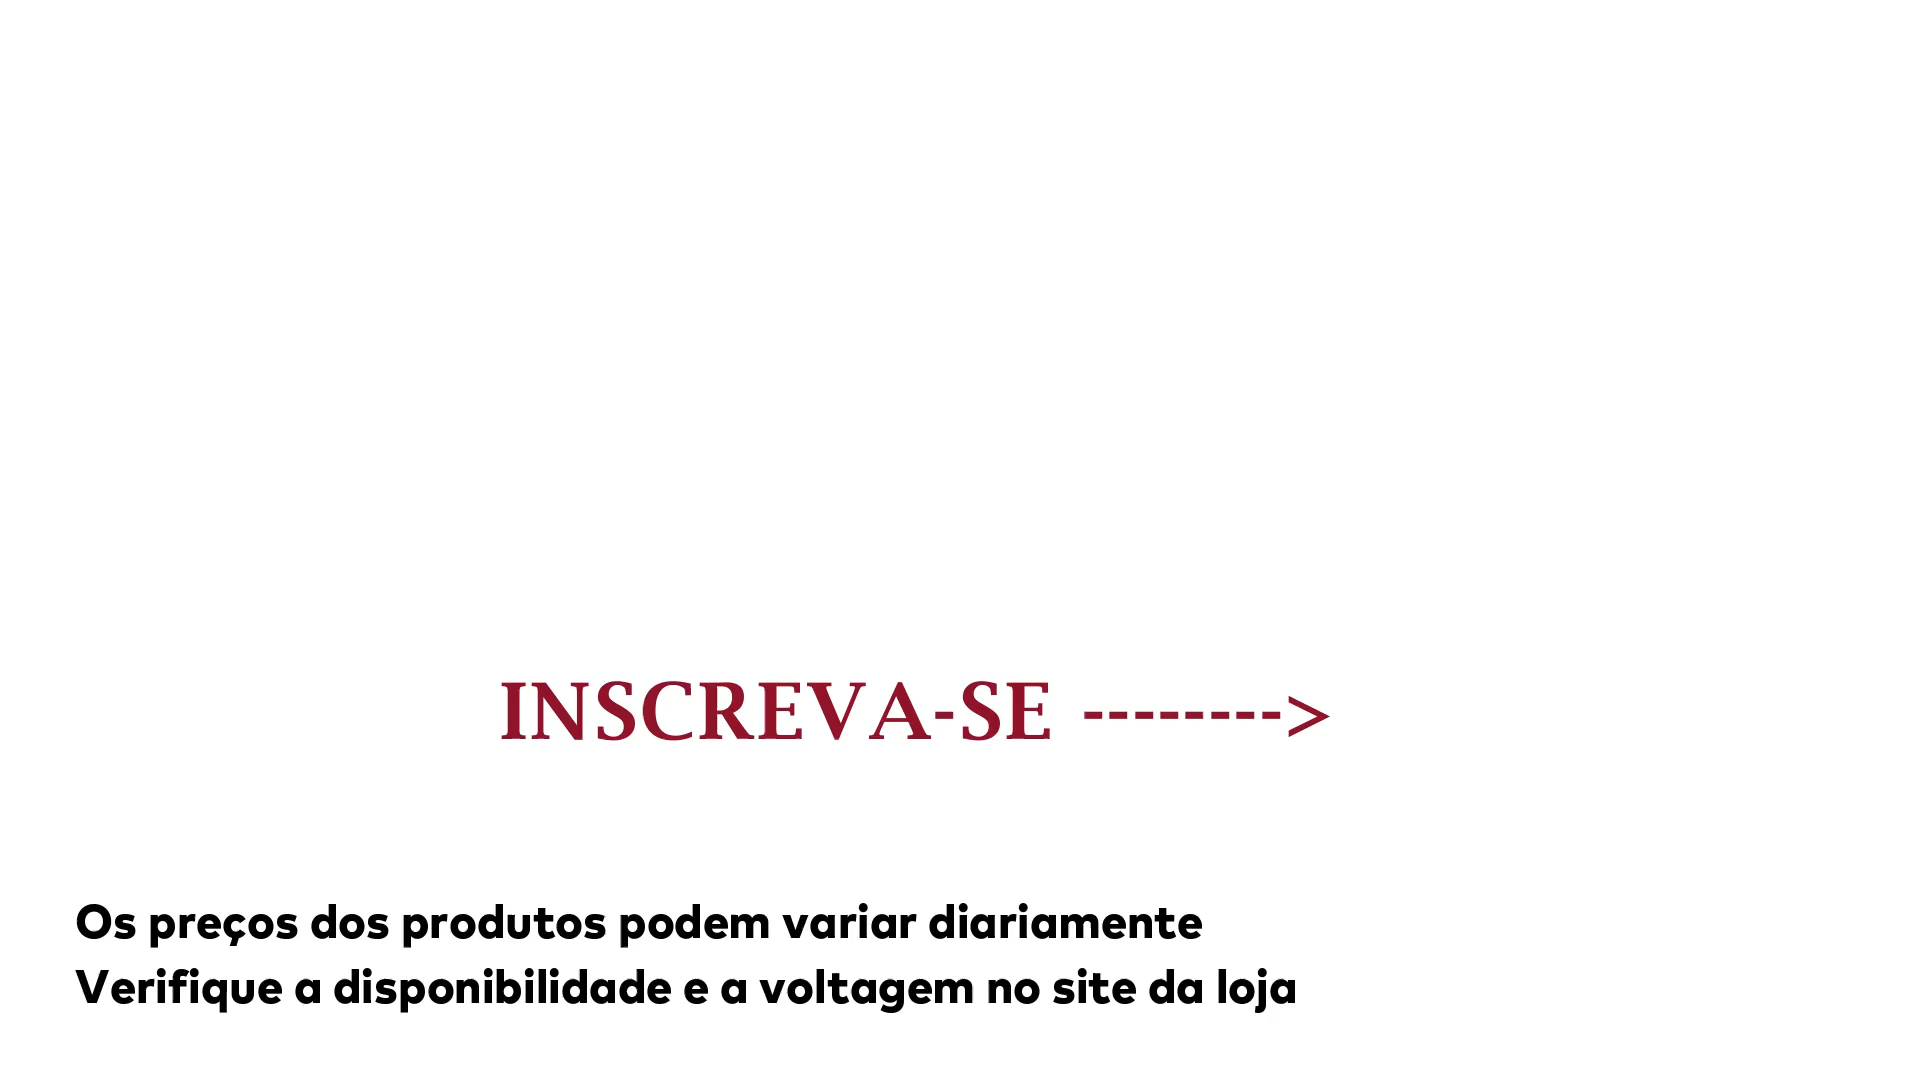 INSCREVA-SE -------->
Os preços dos produtos podem variar diariamente
Verifique a disponibilidade e a voltagem no site da loja